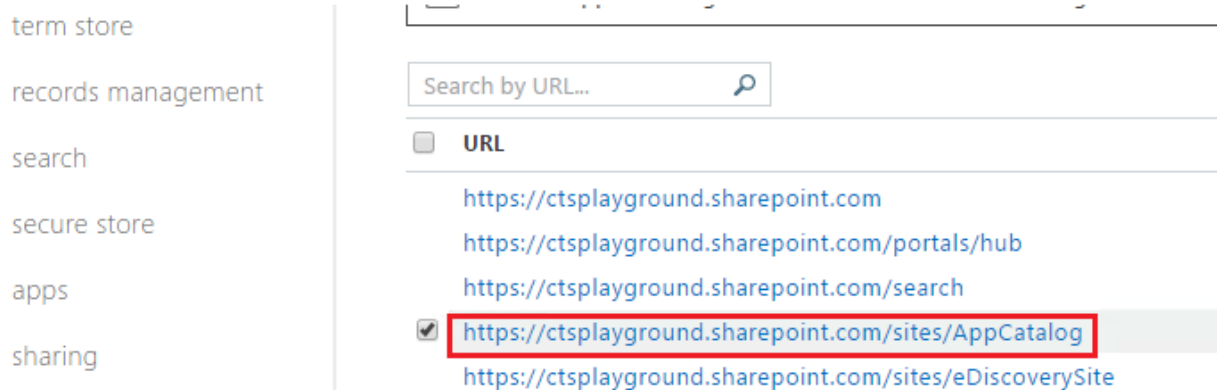 term store
records management
search
secure store
apps
sharing
Search by URL...
URL
https://ctsplayground.sharepoint.com
https://ctsplayground.sharepoint.com/portals/hub
https://ctsplayground.sharepoint.com/search
https://ctsplayground.sharepoint.com/sites/AppCatalog
https://ctsplayground.sharepoint.com/sites/eDiscoverySite